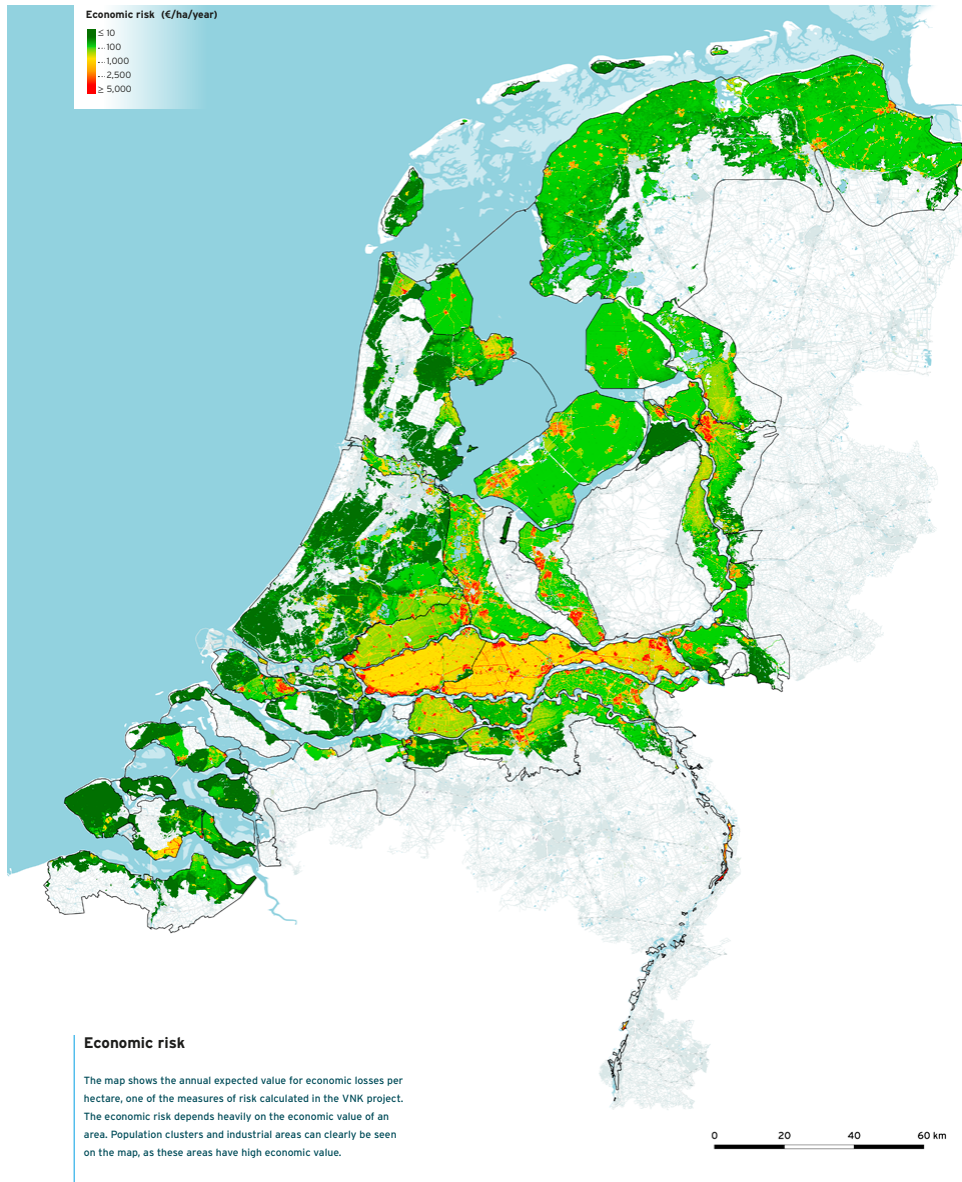 Economic risk (€/ha/year)
≤ 10
...100
...1,000
...2,500
≥ 5,000
Economic risk
The map shows the annual expected value for economic losses per
hectare, one of the measures of risk calculated in the VNK project.
The economic risk depends heavily on the economic value of an
area. Population clusters and industrial areas can clearly be seen
on the map, as these areas have high economic value.
0 20 40 60 km